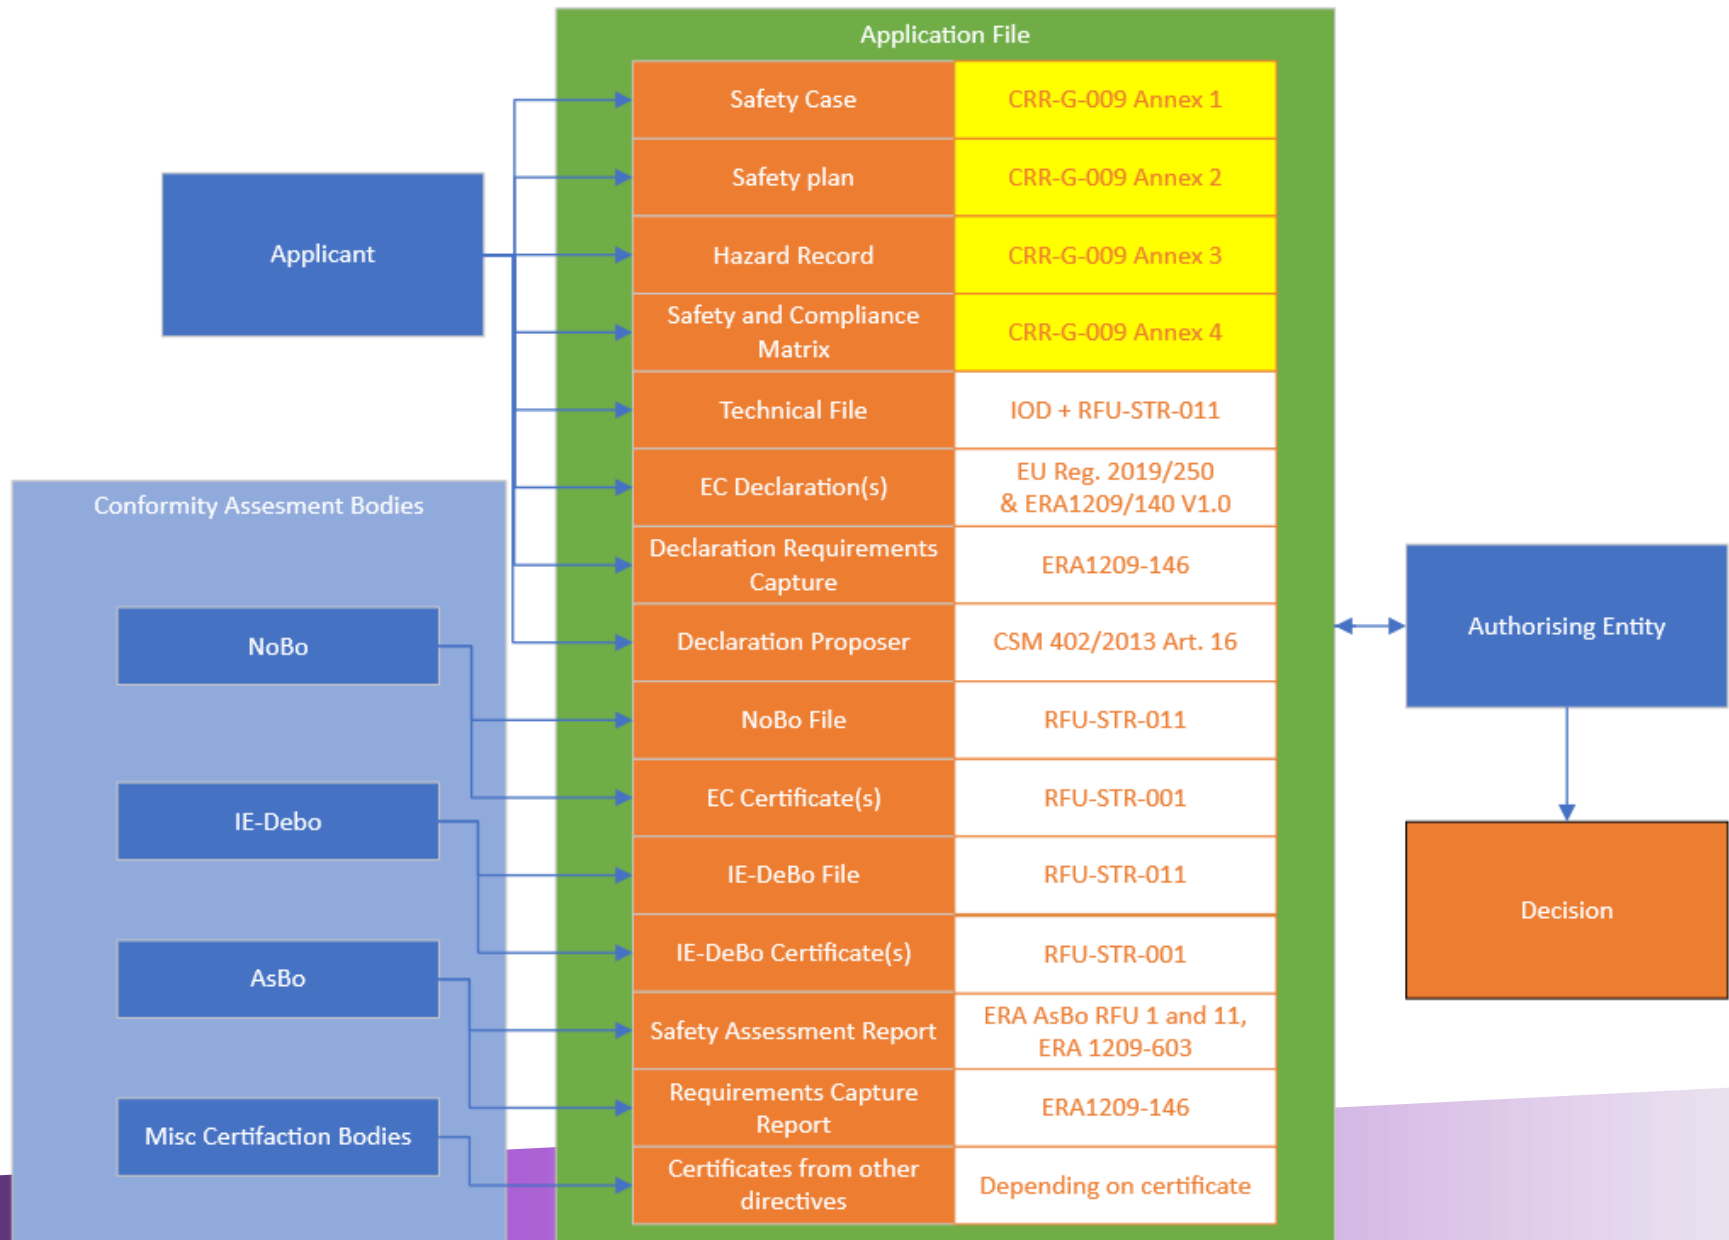 Application File
Safety Case
CRR-G-009 Annex 1
Safety plan
CRR-G-009 Annex 2
Applicant
Hazard Record
CRR-G-009 Annex 3
Safety and Compliance
Matrix
CRR-G-009 Annex 4
Technical File
IOD + RFU-STR-011
Conformity Assesment Bodies
EC Declaration(s)
EU Reg. 2019/250
& ERA1209/140 V1.0
Declaration Requirements
Capture
ERA1209-146
NoBo
Declaration Proposer
CSM 402/2013 Art. 16
Authorising Entity
NoBo File
RFU-STR-011
EC Certificate(s)
RFU-STR-001
IE-Debo
IE-DeBo File
RFU-STR-011
Decision
IE-DeBo Certificate(s)
RFU-STR-001
AsBo
Safety Assessment Report
ERA AsBo RFU 1 and 11,
ERA 1209-603
Requirements Capture
Report
ERA1209-146
Misc Certifaction Bodies
Certificates from other
directives
Depending on certificate